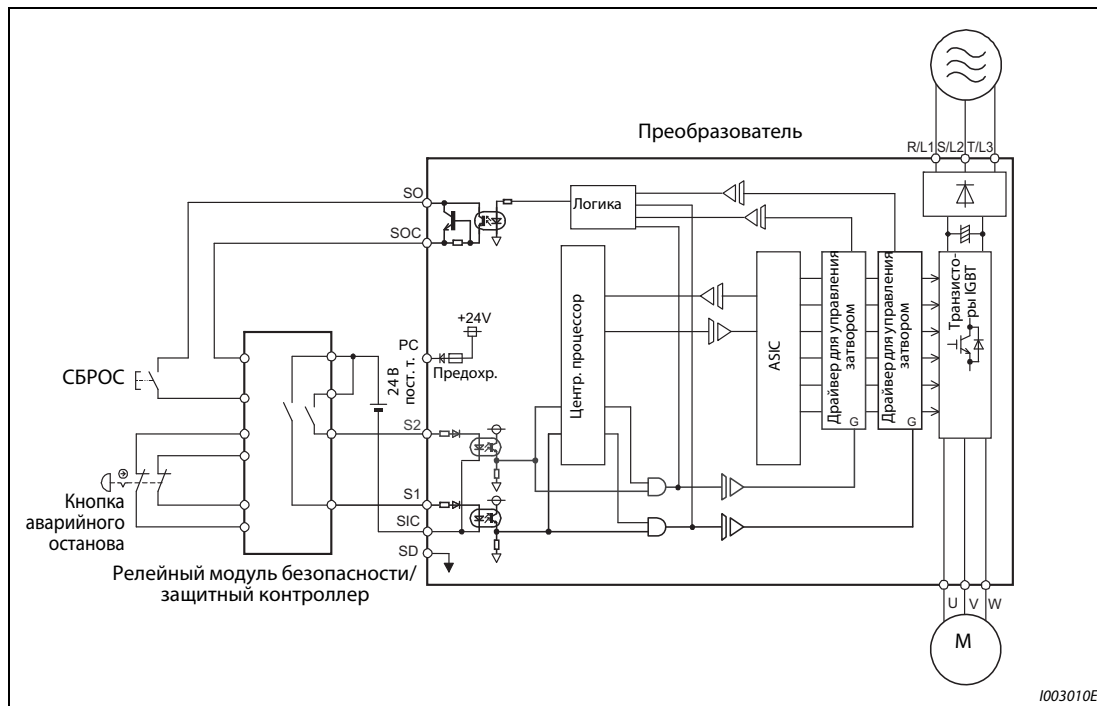 Преобразователь
R/L1 S/L2 T/L3
SO
SOC
Логика
+24V
PC
Предохр.
24 В
пост. т.
СБРОС
Центр. процессор
ASIC
Драйвер для управления
затвором
G
Драйвер для управления
затвором
G
Транзисто-
ры IGBT
S2
S1
SIC
SD
Кнопка
аварийного
останова
Релейный модуль безопасности/
защитный контроллер
U V W
M
I003010E